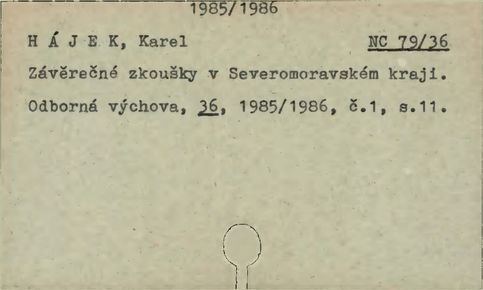 1985/1986
H Á J E K, Karel NC 79/36
Závěrečné zkoušky v Severomoravském kraji.
Odborná výchova, 36, 1985/1986, č.1, s.11.